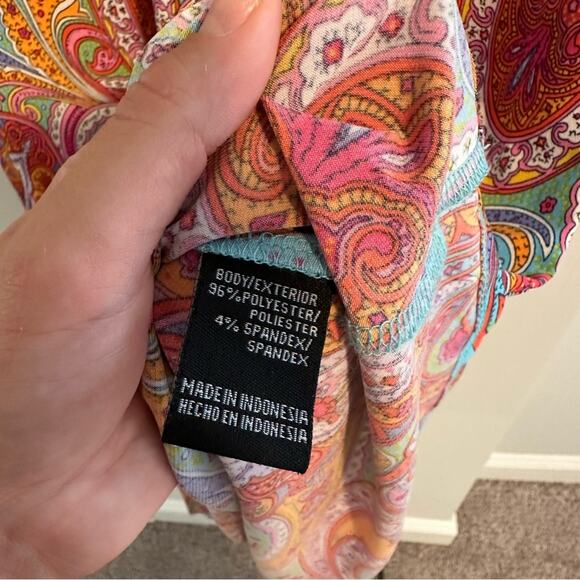 BODY/EXTERIOR
96% POLYESTER/
POLIESTER
4% SPANDEX/
SPANDEX
MADE IN INDONESIA
HECHO EN INDONESIA